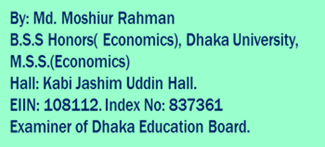 By: Md. Moshiur Rahman
B.S.S Honors( Economics), Dhaka University,
M.S.S.(Economics)
Hall: Kabi Jashim Uddin Hall.
EIIN: 108112. Index No: 837361
Examiner of Dhaka Education Board.